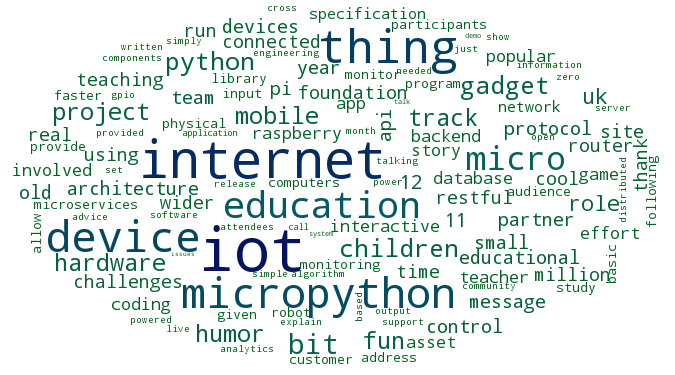 cross
specification
participants
run devices
thing
written
simply
connected
engineering
demo show
components
python
just
popular
information
year
teaching
library
monitor
needed
zero
faster gpio
input
pi
foundation
program
gadget
uk
project
team
mobile
app
api
talk
track
network
server
real
provided
physical
raspberry
backend
protocol
open
site
provide
application
month
story
router
thank
using
internet
talking
micro
involved
set
computers
power
12
database
cool
game
old
architecture
release
education
restful
audience
distributed
following
microservices
wider
11
partner
role
advice
software
attendees
call
interactive
effort
allow
device
iot
system
children
small
basic
issues
hardware
monitoring
educational
simple algorithm
time
teacher
million
challenges
micropython
community
study
coding
given
robot
based
output
message
powered
explain
support
control
live
humor
bit
fun
asset
analytics
customer
address